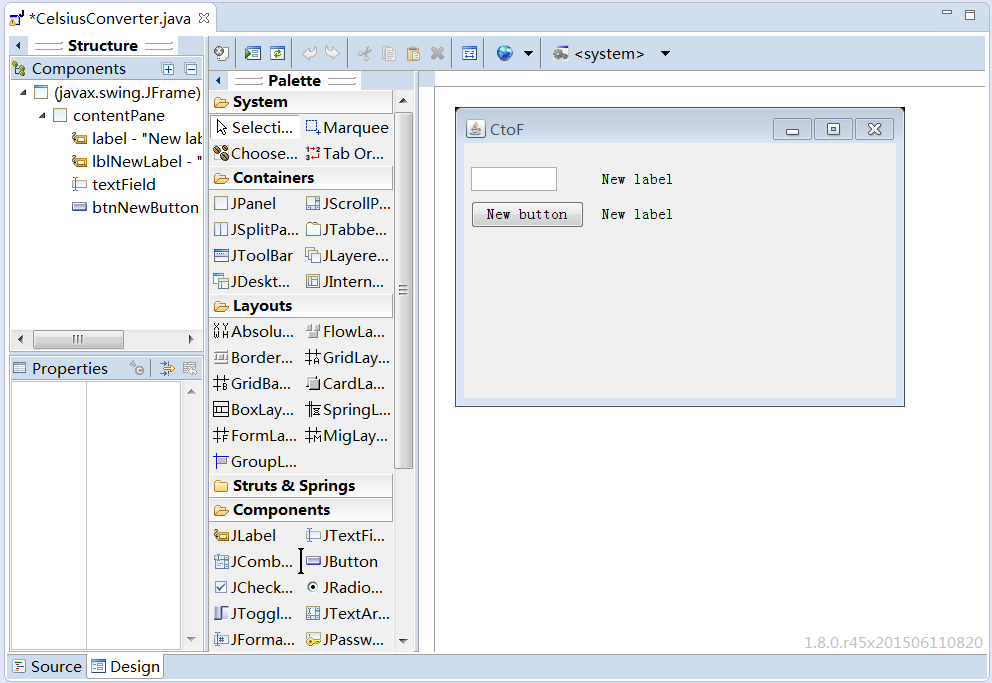 *CelsiusConverter.java
Structure
Components
(javax.swing.JFrame)
contentPane
label - "New lab
lblNewLabel - "
textField
btnNewButton
Properties
<system>
Palette
System
Selecti... Marquee
Choose... Tab Or...
Containers
JPanel JScrollP...
JSplitPa... JTabbe...
JToolBar JLayere...
JDeskt... JIntern...
Layouts
Absolu... FlowLa...
Border... GridLay...
GridBa... CardLa...
BoxLay... SpringL...
FormLa... MigLay...
GroupL...
Struts & Springs
Components
JLabel JTextFi...
JComb... JButton
JCheck... JRadio...
JToggl... JTextAr...
JForma... JPassw...
CtoF
New label
New button New label
1.8.0.r45x201506110820
Source Design